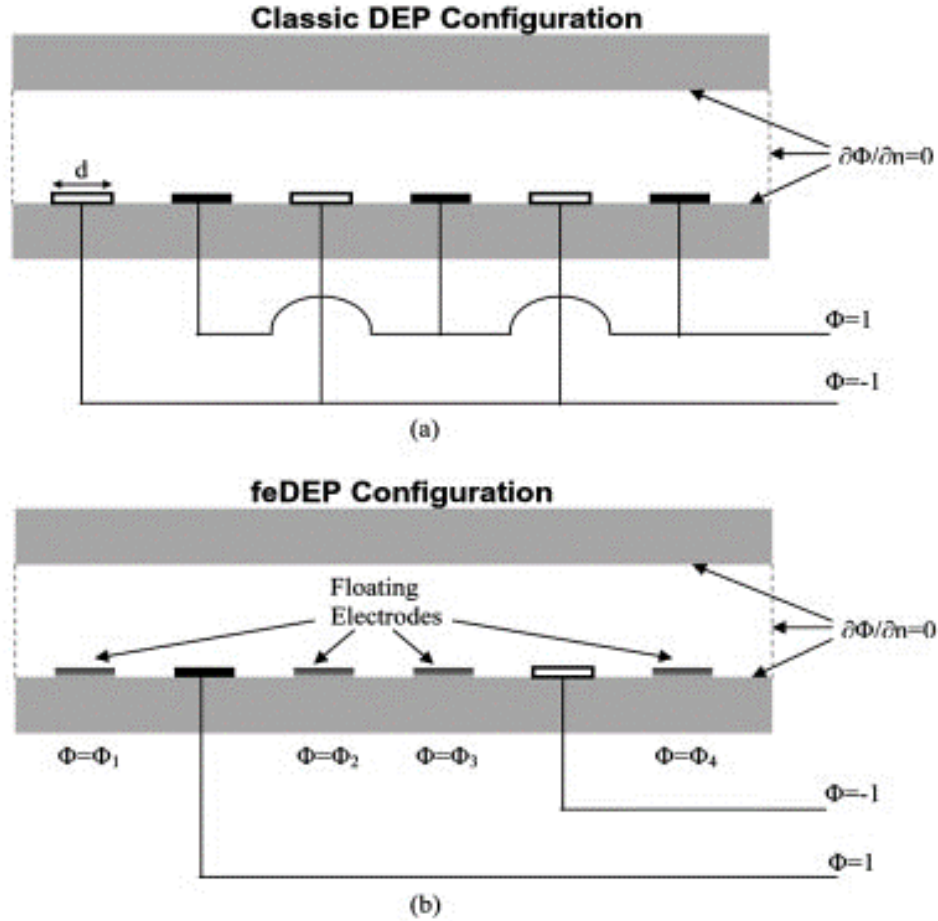 Classic DEP Configuration
d
∂Φ/∂n=0
Φ=1
Φ=-1
(a)
feDEP Configuration
Floating
Electrodes
∂Φ/∂n=0
Φ=Φ₁
Φ=Φ₂
Φ=Φ₃
Φ=Φ₄
Φ=-1
Φ=1
(b)